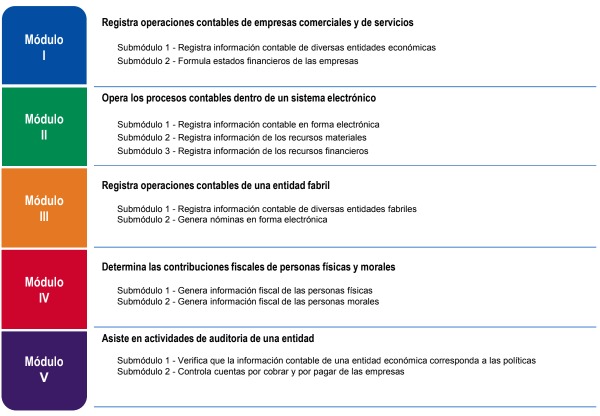 Módulo
I
Registra operaciones contables de empresas comerciales y de servicios
Submódulo 1 - Registra información contable de diversas entidades económicas
Submódulo 2 - Formula estados financieros de las empresas
Módulo
II
Opera los procesos contables dentro de un sistema electrónico
Submódulo 1 - Registra información contable en forma electrónica
Submódulo 2 - Registra información de los recursos materiales
Submódulo 3 - Registra información de los recursos financieros
Módulo
III
Registra operaciones contables de una entidad fabril
Submódulo 1 - Registra información contable de diversas entidades fabriles
Submódulo 2 - Genera nóminas en forma electrónica
Módulo
IV
Determina las contribuciones fiscales de personas físicas y morales
Submódulo 1 - Genera información fiscal de las personas físicas
Submódulo 2 - Genera información fiscal de las personas morales
Módulo
V
Asiste en actividades de auditoria de una entidad
Submódulo 1 - Verifica que la información contable de una entidad económica corresponda a las políticas
Submódulo 2 - Controla cuentas por cobrar y por pagar de las empresas